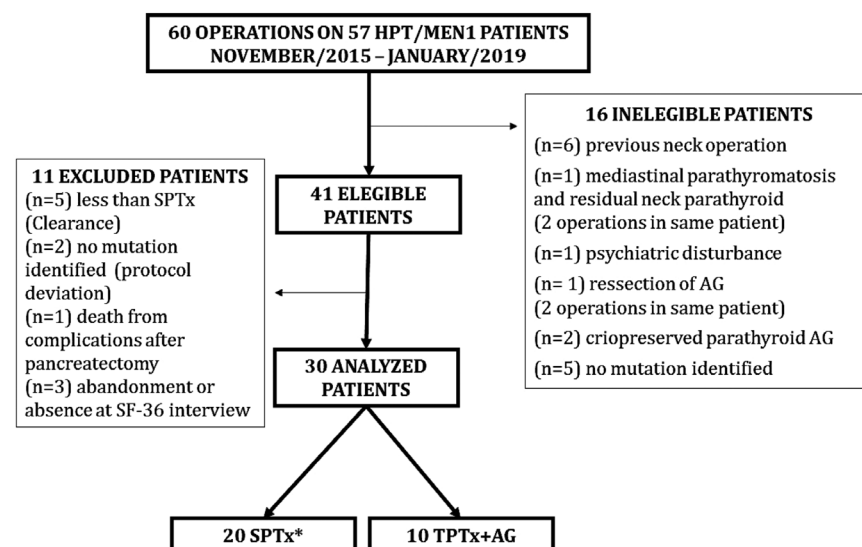 60 OPERATIONS ON 57 HPT/MEN1 PATIENTS
NOVEMBER/2015 – JANUARY/2019
16 INELEGIBLE PATIENTS
(n=6) previous neck operation
(n=1) mediastinal parathyromatosis
and residual neck parathyroid
(2 operations in same patient)
(n=1) psychiatric disturbance
(n= 1) ressection of AG
(2 operations in same patient)
(n=2) criopreserved parathyroid AG
(n=5) no mutation identified
41 ELEGIBLE
PATIENTS
11 EXCLUDED PATIENTS
(n=5) less than SPTx
(Clearance)
(n=2) no mutation
identified (protocol
deviation)
(n=1) death from
complications after
pancreatectomy
(n=3) abandonment or
absence at SF-36 interview
30 ANALYZED
PATIENTS
20 SPTx*
10 TPTx+AG